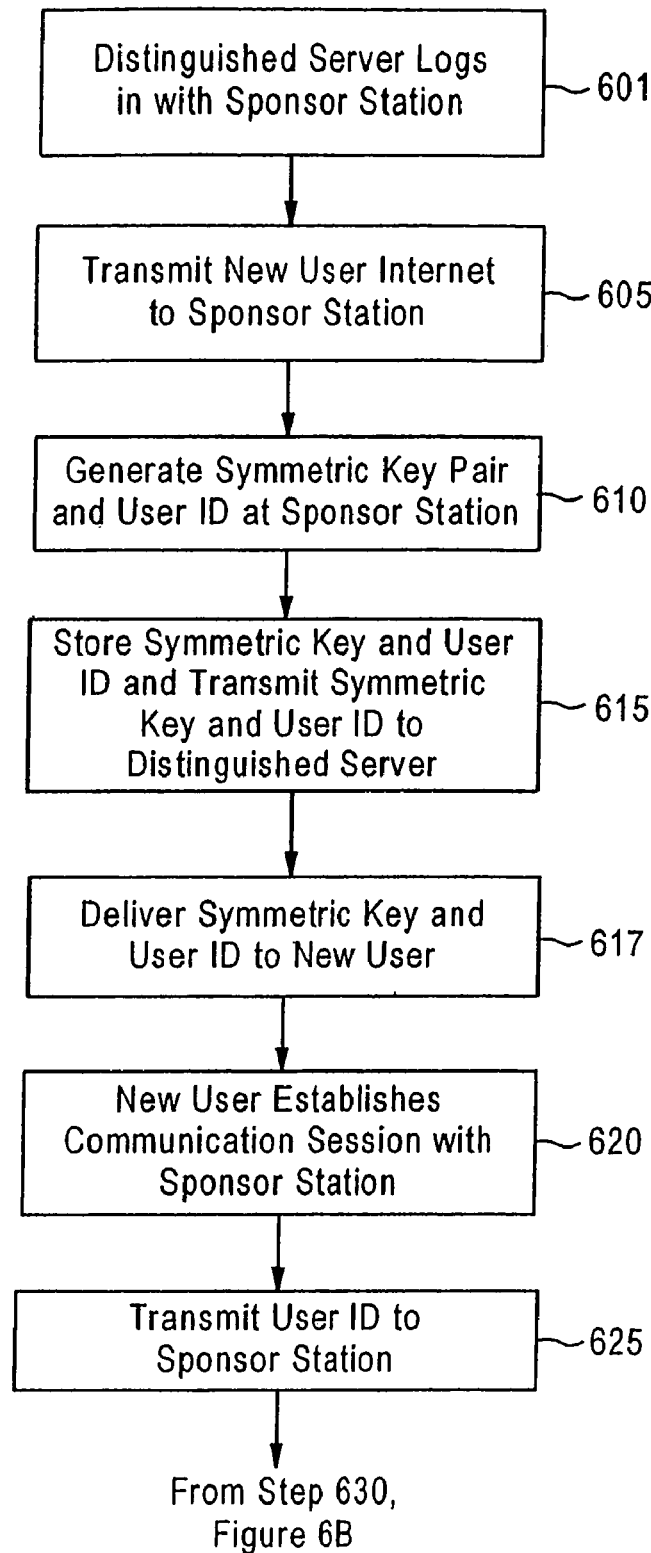 Distinguished Server Logs
in with Sponsor Station
601
Transmit New User Internet
to Sponsor Station
605
Generate Symmetric Key Pair
and User ID at Sponsor Station
610
Store Symmetric Key and User
ID and Transmit Symmetric
Key and User ID to
Distinguished Server
615
Deliver Symmetric Key and
User ID to New User
617
New User Establishes
Communication Session with
Sponsor Station
620
Transmit User ID to
Sponsor Station
625
From Step 630,
Figure 6B